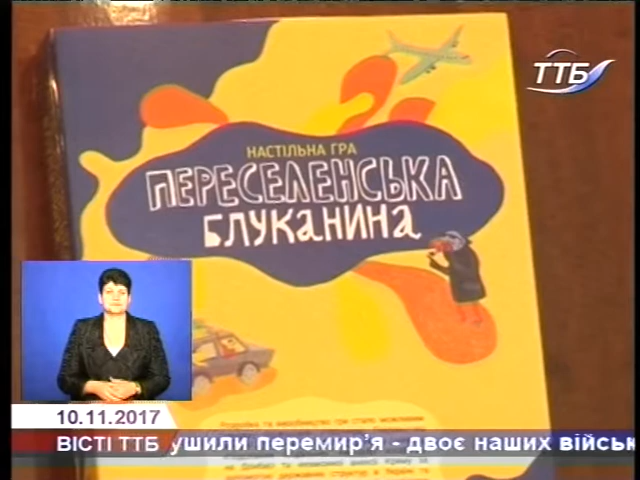 ТТБ
НАСТІЛЬНА ГРА
ПЕРЕСЕЛЕНСЬКА
БЛУКАНИНА
10.11.2017
ВІСТІ ТТБ ушили перемир’я - двоє наших військ